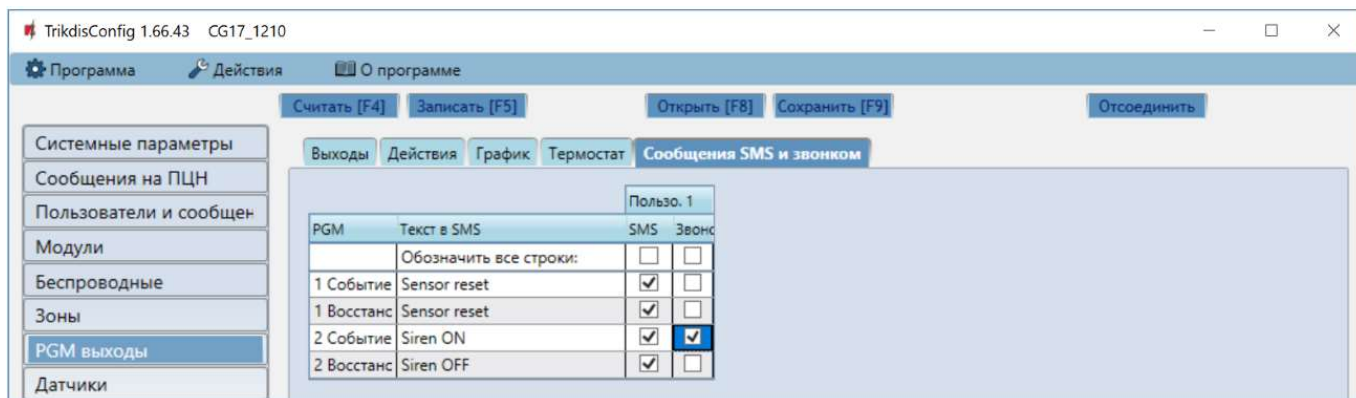 TrikdisConfig 1.66.43 CG17_1210
Программа Действия О программе
Считать [F4] Записать [F5] Открыть [F8] Сохранить [F9] Отсоединить
Системные параметры
Сообщения на ПЦН
Пользователи и сообщен
Модули
Беспроводные
Зоны
PGM выходы
Датчики
Выходы Действия График Термостат Сообщения SMS и звонком
Пользо. 1
PGM Текст в SMS SMS Звонс
Обозначить все строки:
1 Событие Sensor reset
1 Восстанс Sensor reset
2 Событие Siren ON
2 Восстанс Siren OFF